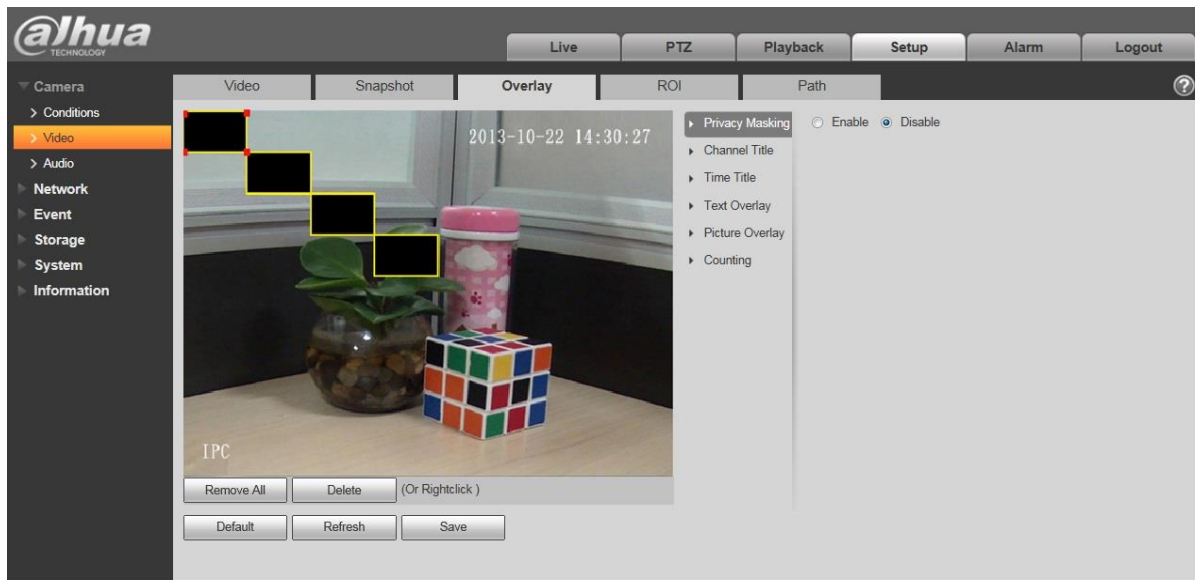 alhua
TECHNOLOGY
Live PTZ Playback Setup Alarm Logout
Camera
Conditions
Video
Audio
Network
Event
Storage
System
Information
Video Snapshot Overlay ROI Path ?
2013-10-22 14:30:27
IPC
Privacy Masking Enable Disable
Channel Title
Time Title
Text Overlay
Picture Overlay
Counting
Remove All Delete (Or Rightclick )
Default Refresh Save